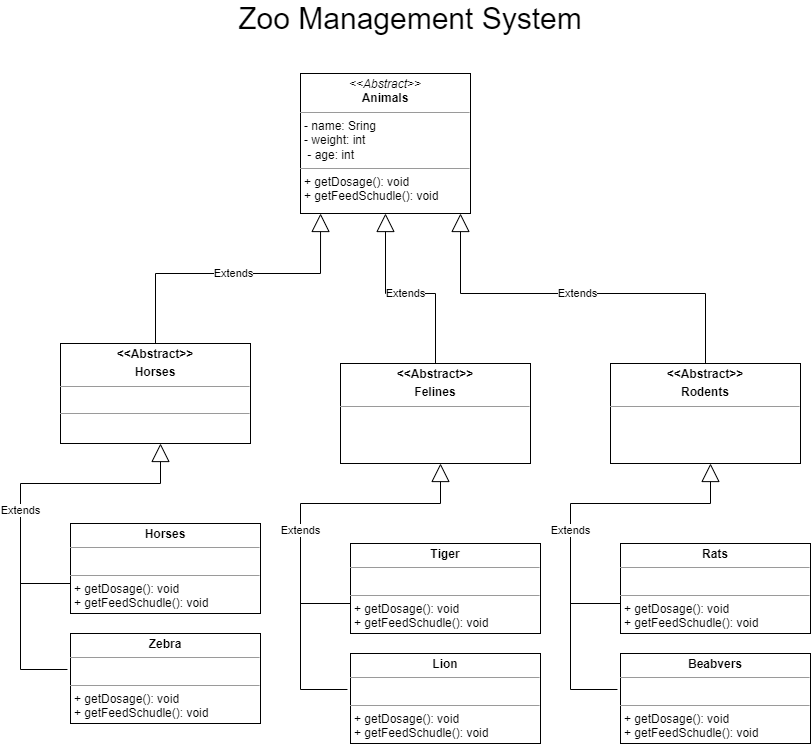 Zoo Management System
<<Abstract>>
Animals
- name: Sring
- weight: int
- age: int
+ getDosage(): void
+ getFeedSchudle(): void
Extends
Extends
Extends
<<Abstract>>
Horses
<<Abstract>>
Felines
<<Abstract>>
Rodents
Extends
Extends
Extends
Horses
+ getDosage(): void
+ getFeedSchudle(): void
Tiger
+ getDosage(): void
+ getFeedSchudle(): void
Rats
+ getDosage(): void
+ getFeedSchudle(): void
Zebra
+ getDosage(): void
+ getFeedSchudle(): void
Lion
+ getDosage(): void
+ getFeedSchudle(): void
Beabvers
+ getDosage(): void
+ getFeedSchudle(): void